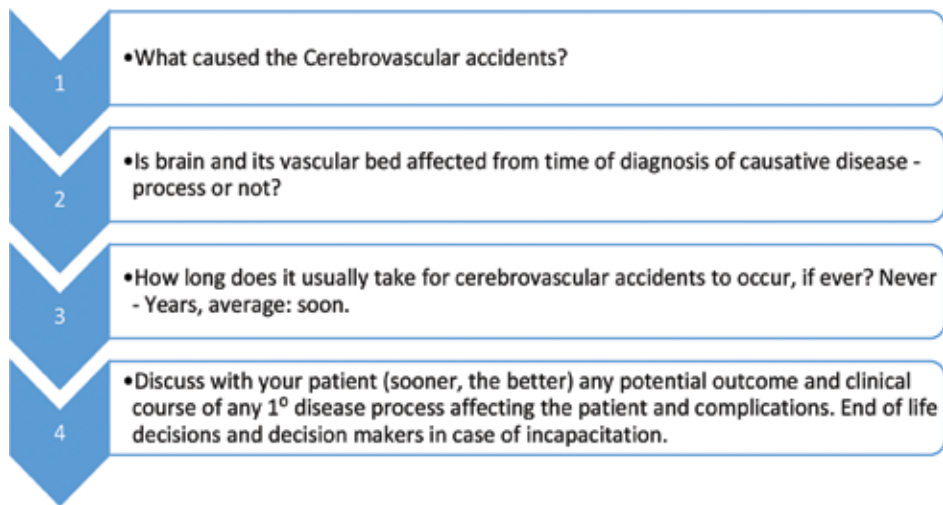 1
•What caused the Cerebrovascular accidents?
2
•Is brain and its vascular bed affected from time of diagnosis of causative disease -
process or not?
3
•How long does it usually take for cerebrovascular accidents to occur, if ever? Never
- Years, average: soon.
4
•Discuss with your patient (sooner, the better) any potential outcome and clinical
course of any 1⁰ disease process affecting the patient and complications. End of life
decisions and decision makers in case of incapacitation.